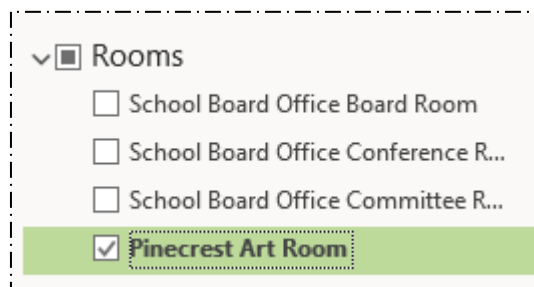 Rooms
School Board Office Board Room
School Board Office Conference R...
School Board Office Committee R...
Pinecrest Art Room